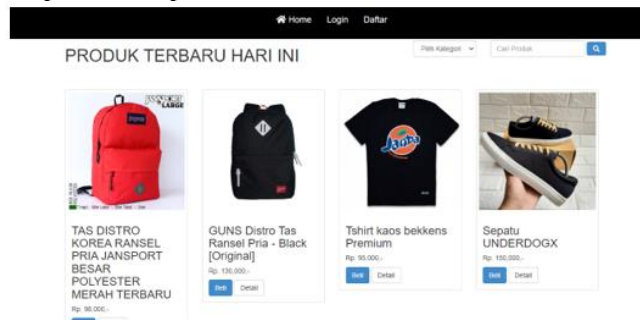 Home Login Daftar
PRODUK TERBARU HARI INI
Pilih Kategori
Cari Produk
JANSPORT
LARGE
TAS DISTRO
KOREA RANSEL
PRIA JANSPORT
BESAR
POLYESTER
MERAH TERBARU
Rp. 98.000,-
GUNS Distro Tas
Ransel Pria - Black
[Original]
Rp. 130,000,-
Beli Detail
Tshirt kaos bekkens
Premium
Rp. 95.000,-
Beli Detail
Sepatu
UNDERDOGX
Rp. 150,000,-
Beli Detail